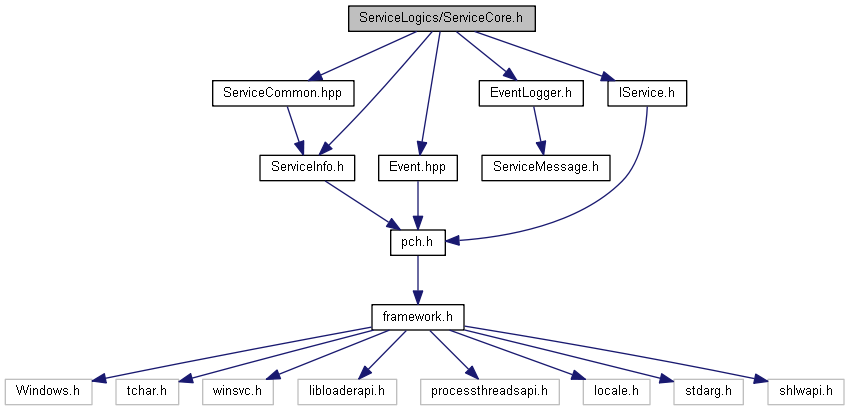 ServiceLogics/ServiceCore.h
ServiceCommon.hpp
EventLogger.h
IService.h
ServiceInfo.h
Event.hpp
ServiceMessage.h
pch.h
framework.h
Windows.h
tchar.h
winsvc.h
libloaderapi.h
processthreadsapi.h
locale.h
stdarg.h
shlwapi.h